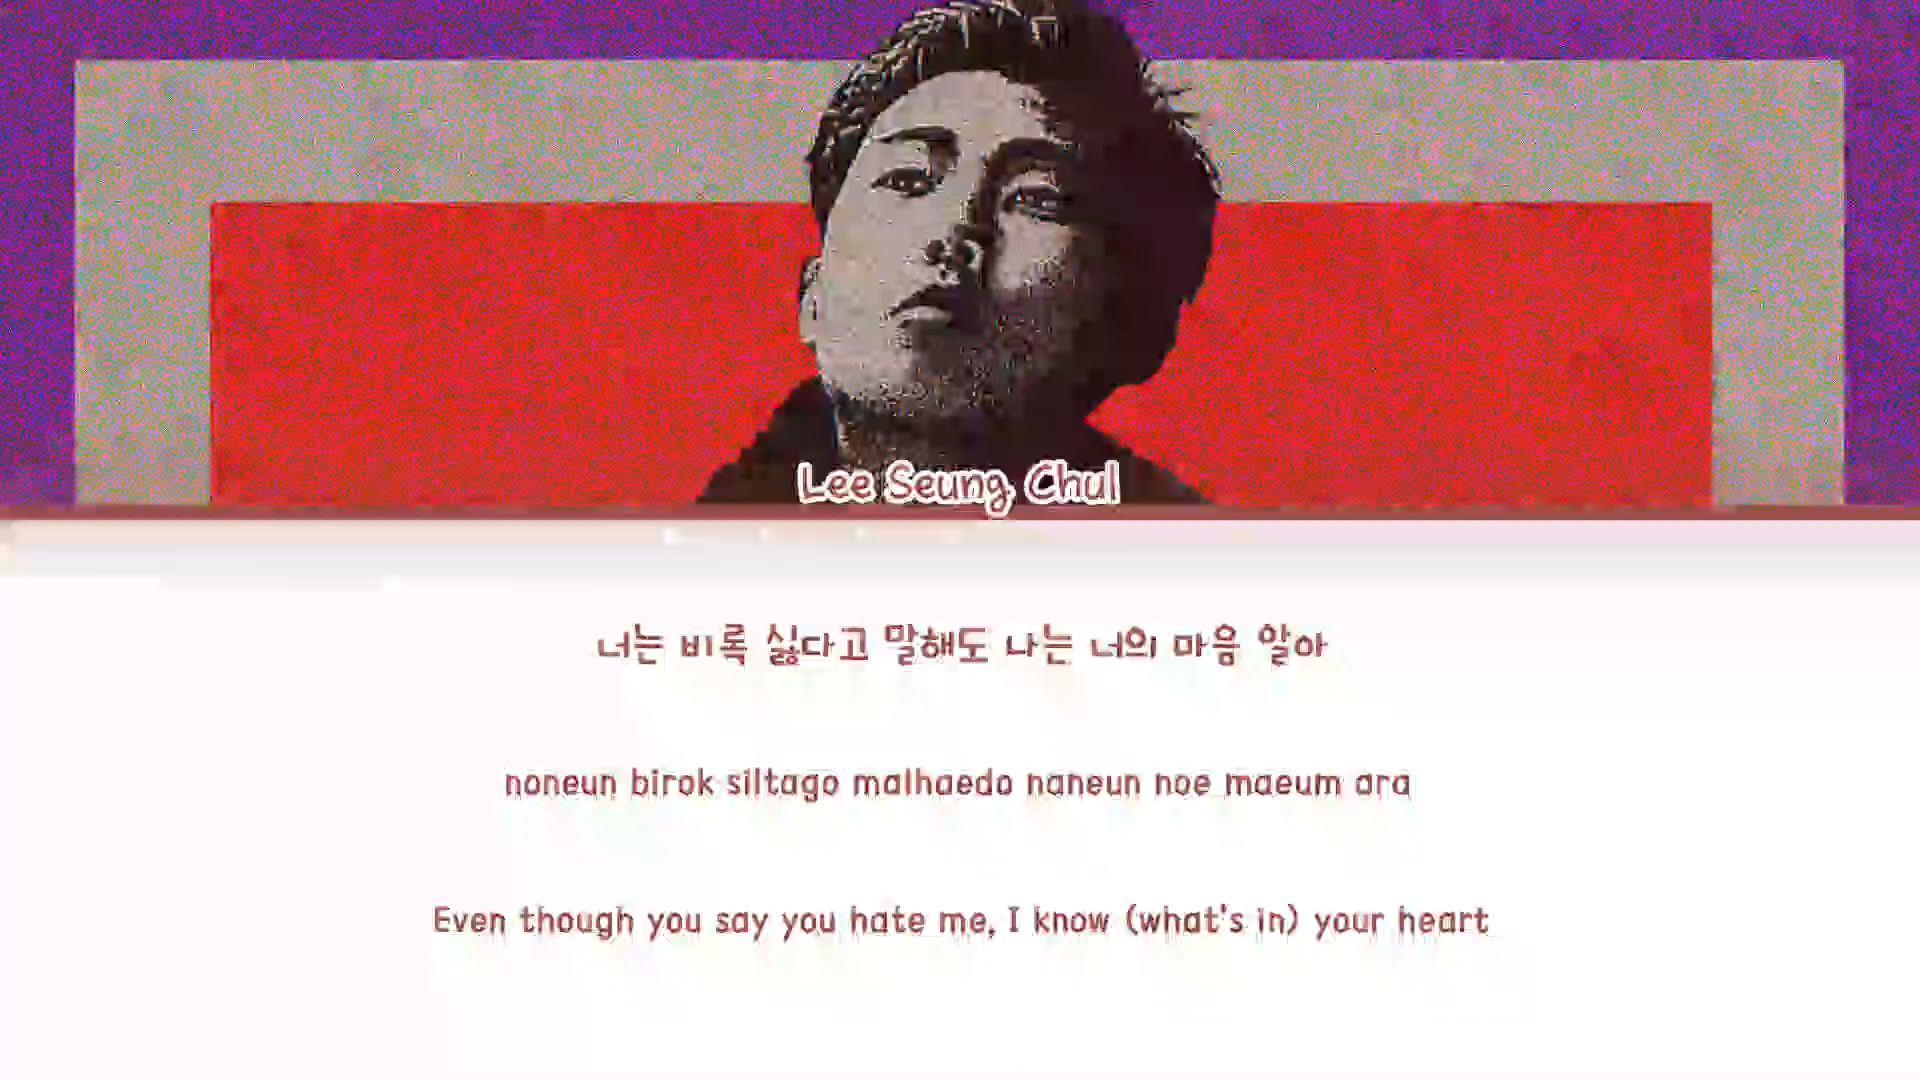 Lee Seung Chul
너는 비록 싫다고 말해도 나는 너의 마음 알아
noneun birok siltago malhaedo naneun noe maeum ara
Even though you say you hate me, I know (what's in) your heart